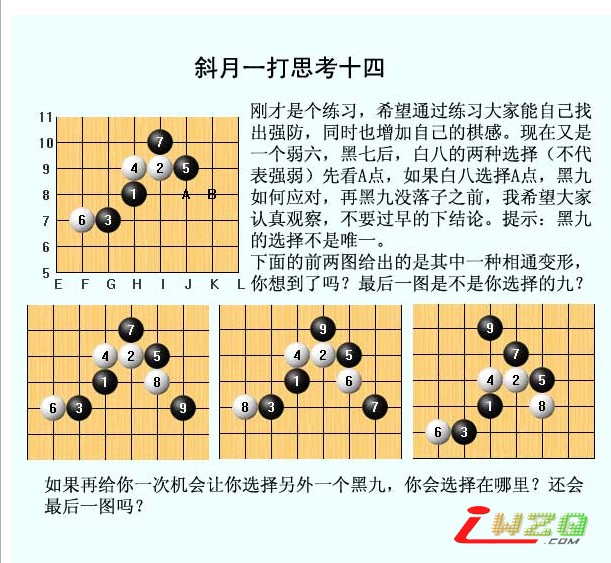 斜月一打思考十四
刚才是个练习，希望通过练习大家能自己找
出强防，同时也增加自己的棋感。现在又是
一个弱六，黑七后，白八的两种选择（不代
表强弱）先看A点，如果白八选择A点，黑九
如何应对，再黑九没落子之前，我希望大家
认真观察，不要过早的下结论。提示：黑九
的选择不是唯一。
下面的前两图给出的是其中一种相通变形，
你想到了吗？最后一图是不是你选择的九？
11
10
7
9
4 2 5
8
1 A B
7
6 3
6
5
E F G H I J K L
7
4 2 5
1 8
6 3 9
9
4 2 5
1 6
8 3 7
9
7
4 2 5
1 8
6 3
如果再给你一次机会让你选择另外一个黑九，你会选择在哪里？还会
最后一图吗？
iWZQ
.COM